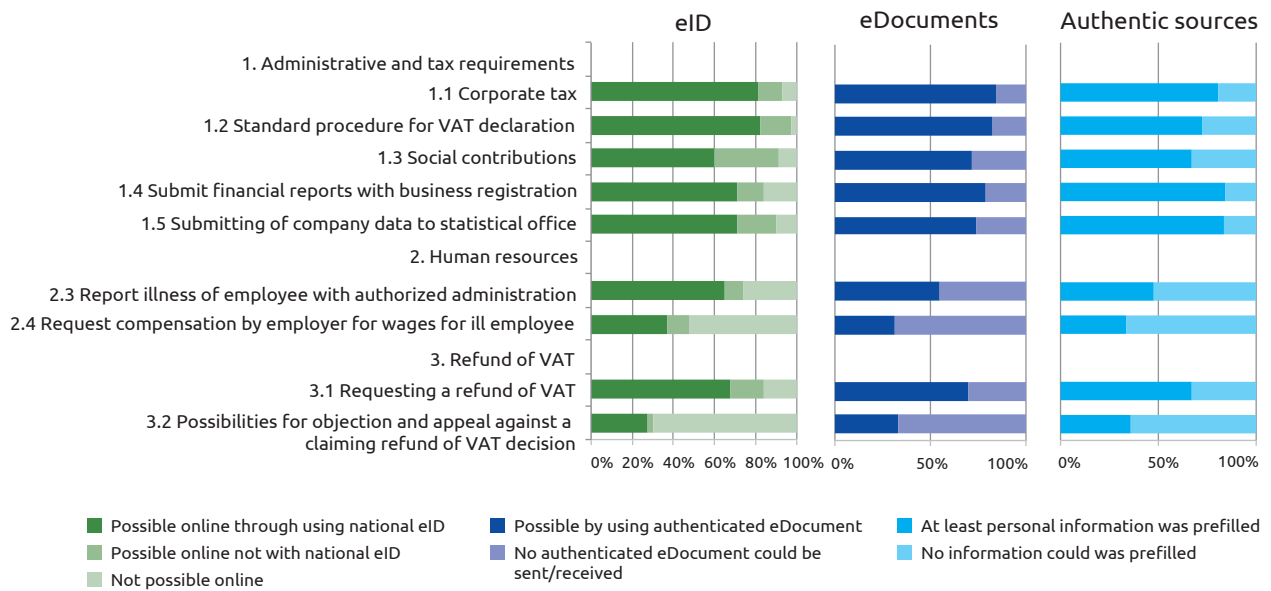 eID
eDocuments
Authentic sources
1. Administrative and tax requirements
1.1 Corporate tax
1.2 Standard procedure for VAT declaration
1.3 Social contributions
1.4 Submit financial reports with business registration
1.5 Submitting of company data to statistical office
2. Human resources
2.3 Report illness of employee with authorized administration
2.4 Request compensation by employer for wages for ill employee
3. Refund of VAT
3.1 Requesting a refund of VAT
3.2 Possibilities for objection and appeal against a
claiming refund of VAT decision
0% 20% 40% 60% 80% 100%
0% 50% 100%
0% 50% 100%
Possible online through using national eID
Possible online not with national eID
Not possible online
Possible by using authenticated eDocument
No authenticated eDocument could be
sent/received
At least personal information was prefilled
No information could was prefilled